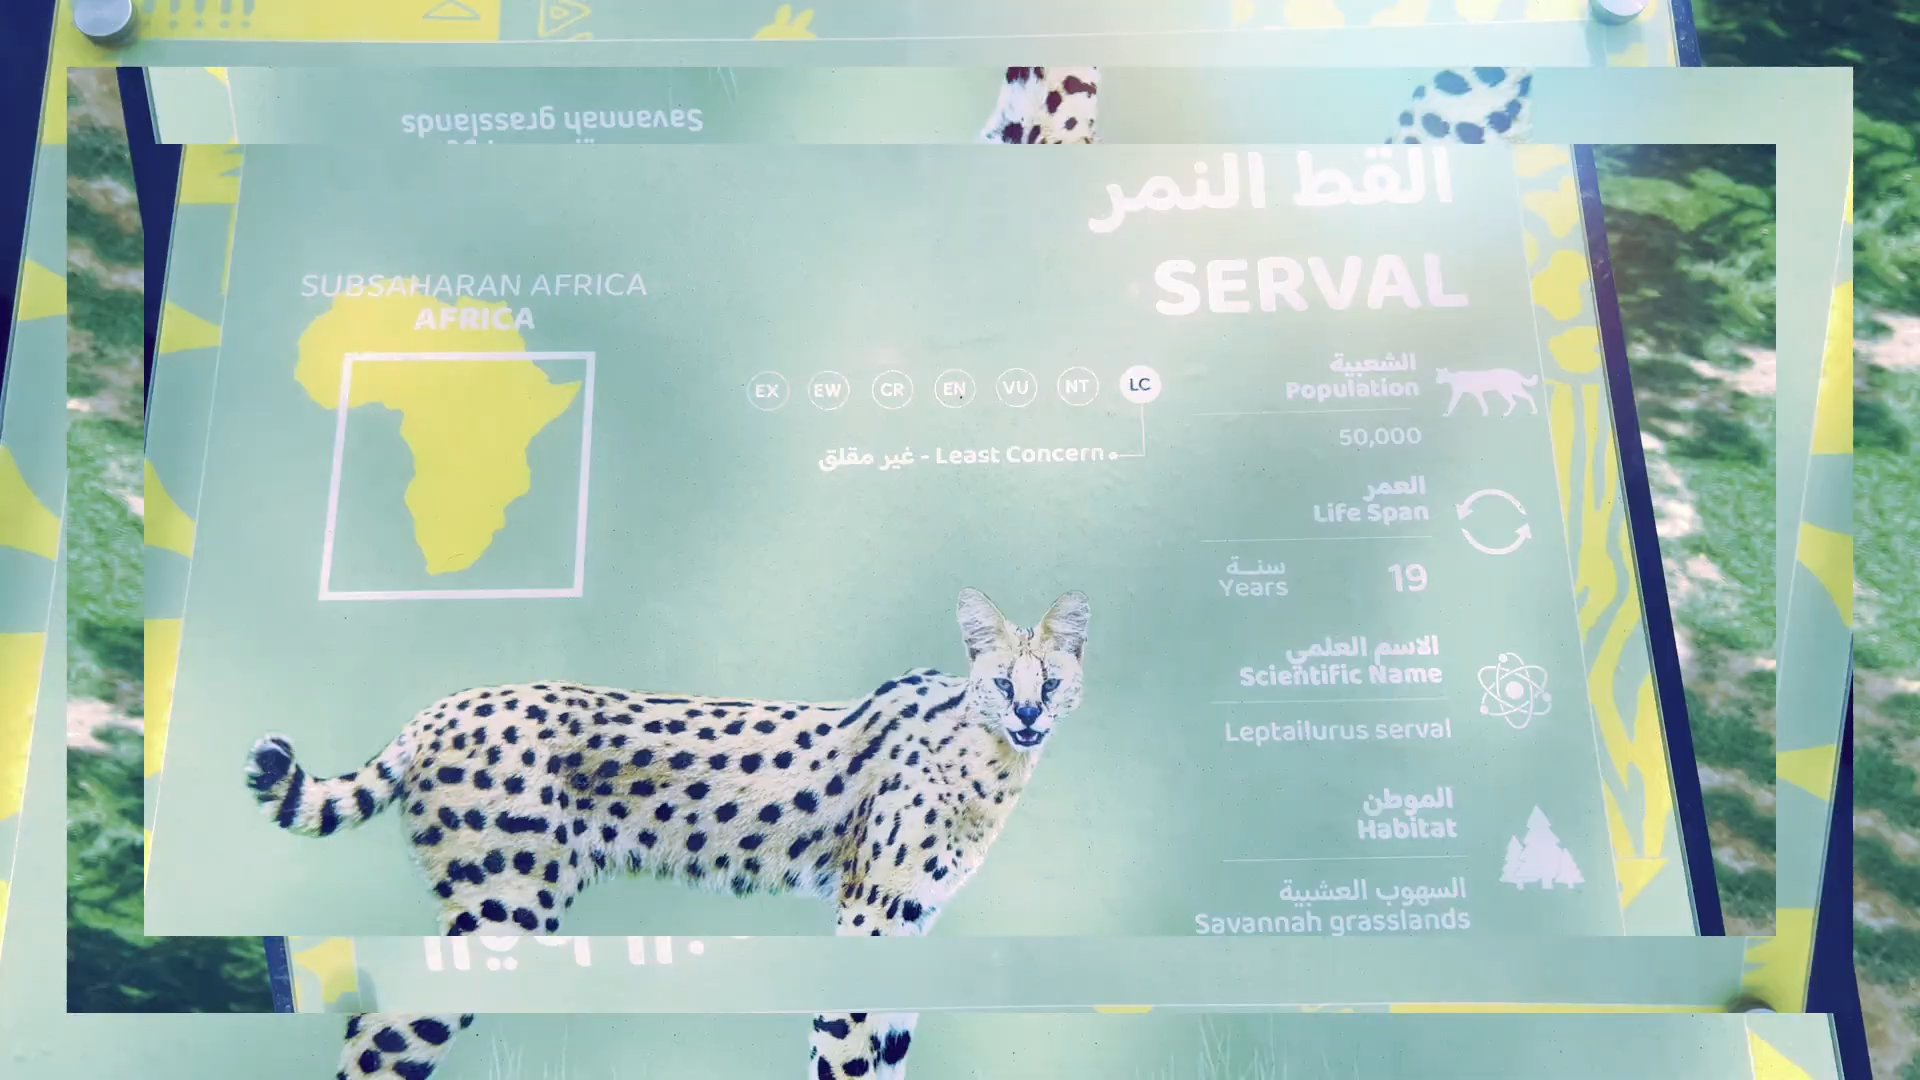 Savannah grasslands
القط النمر
SERVAL
SUBSAHARAN AFRICA
AFRICA
EX EW CR EN VU NT LC
غير مقلق - Least Concern
الشعبية
Population
50,000
العمر
Life Span
سنة
Years
19
الاسم العلمي
Scientific Name
Leptailurus serval
الموطن
Habitat
السهوب العشبية
Savannah grasslands